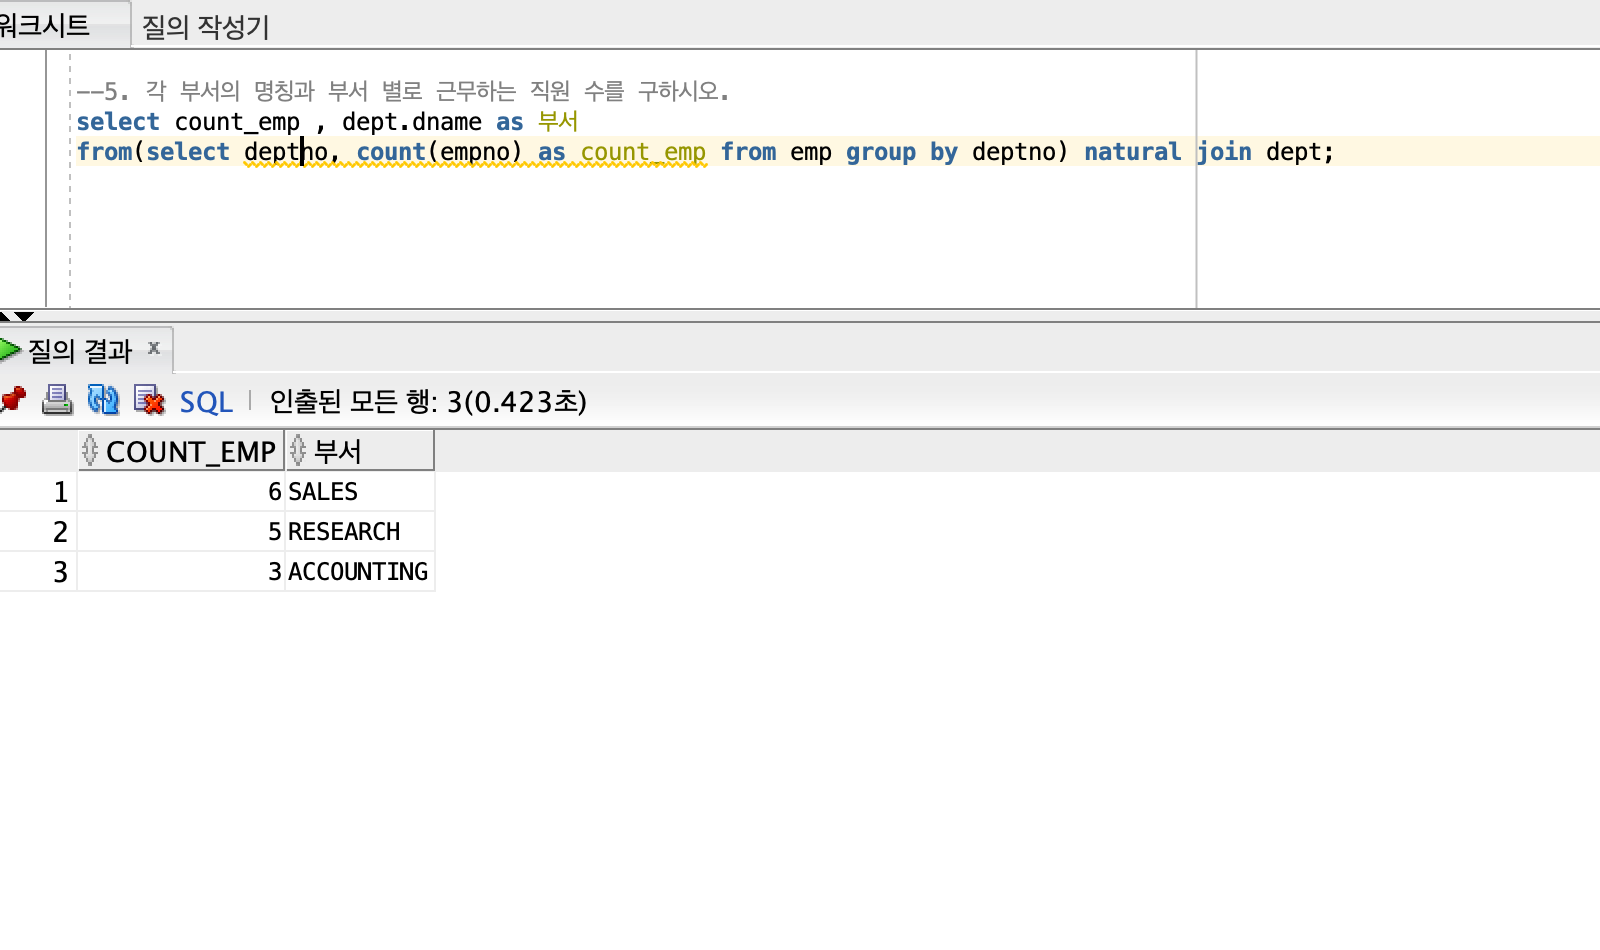 워크시트 질의 작성기
--5. 각 부서의 명칭과 부서 별로 근무하는 직원 수를 구하시오.
select count_emp , dept.dname as 부서
from(select deptno, count(empno) as count_emp from emp group by deptno) natural join dept;
질의 결과 x
SQL | 인출된 모든 행: 3(0.423초)
COUNT_EMP 부서
1 6 SALES
2 5 RESEARCH
3 3 ACCOUNTING